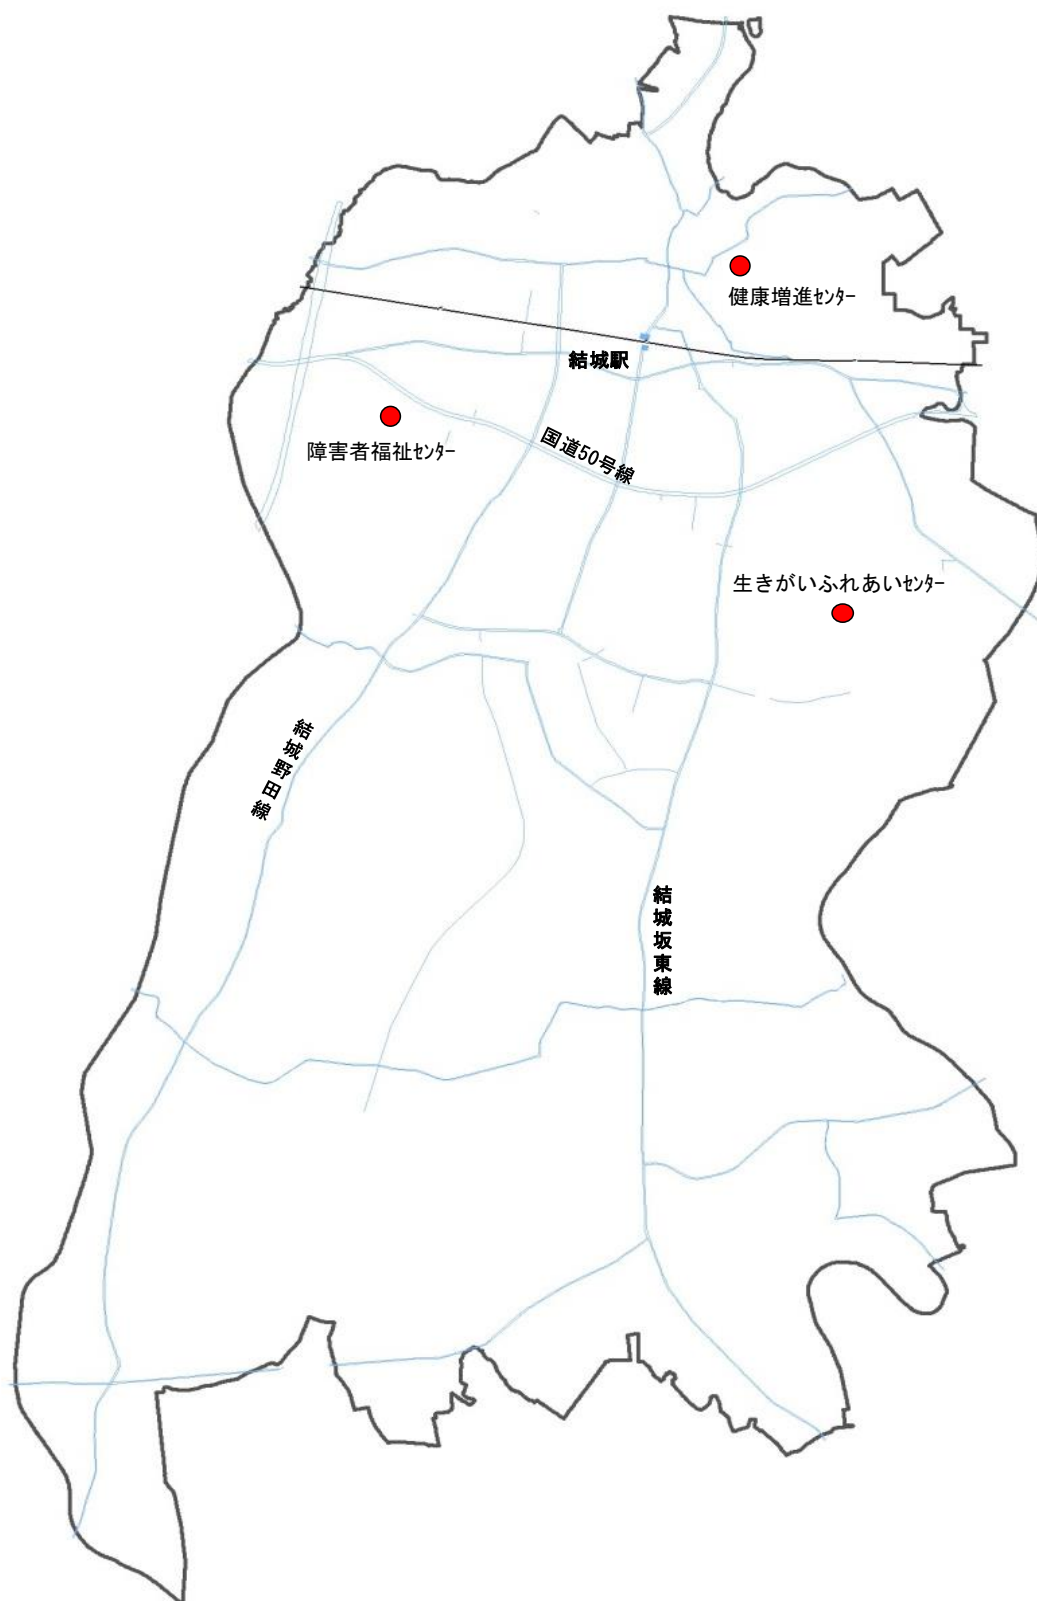 健康増進ｾﾝﾀｰ
結城駅
障害者福祉ｾﾝﾀｰ
国道50号線
生きがいふれあいｾﾝﾀｰ
結城野田線
結城坂東線